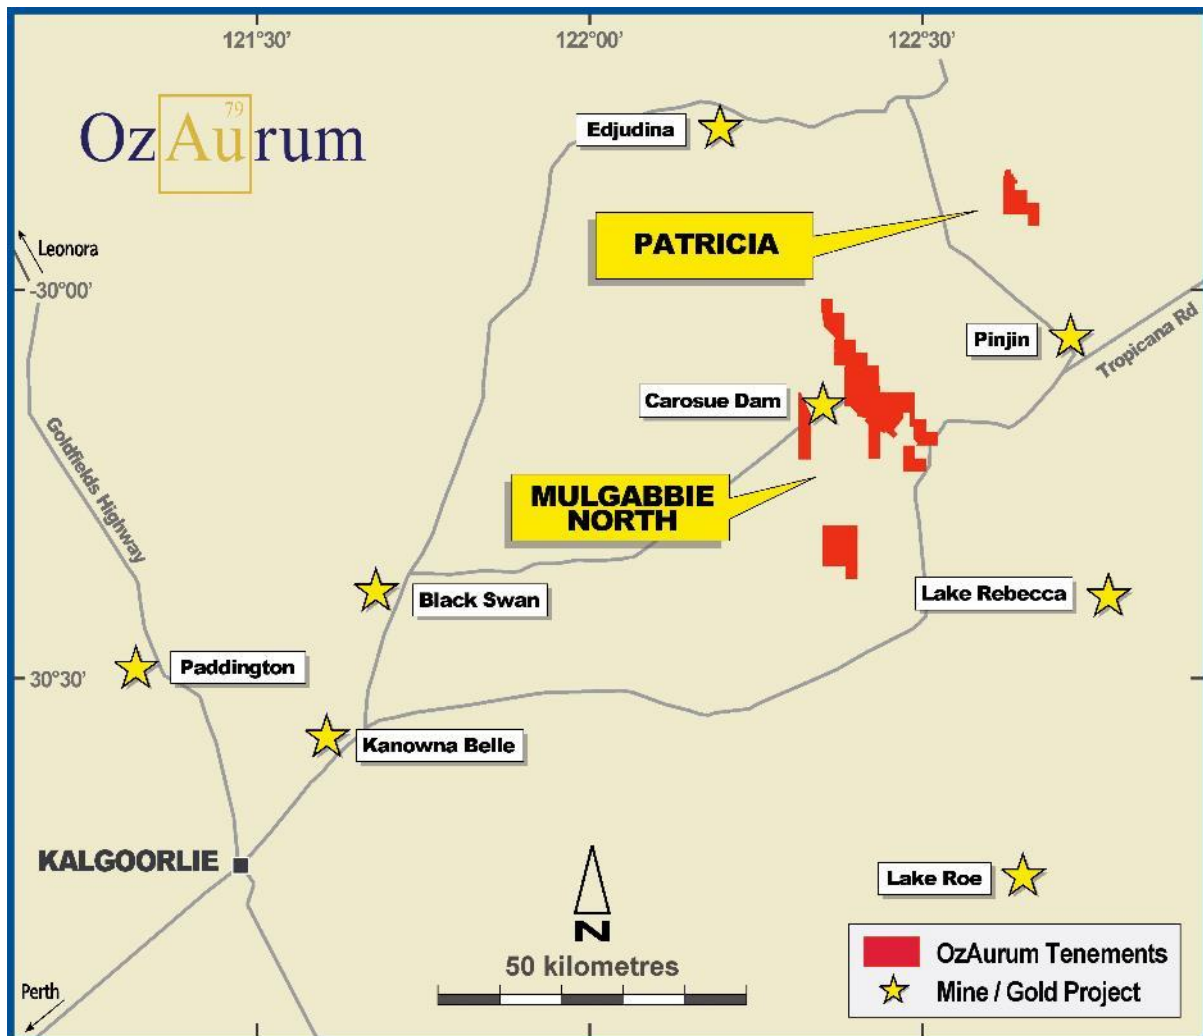 121°30'
122°00'
122°30'
79
OzAurum
Edjudina
PATRICIA
Leonora
-30°00'
Pinjin
Tropicana Rd
Carosue Dam
Goldfields Highway
MULGABBIE
NORTH
Black Swan
Lake Rebecca
Paddington
30°30'
Kanowna Belle
KALGOORLIE
Lake Roe
N
50 kilometres
OzAurum Tenements
Mine / Gold Project
Perth